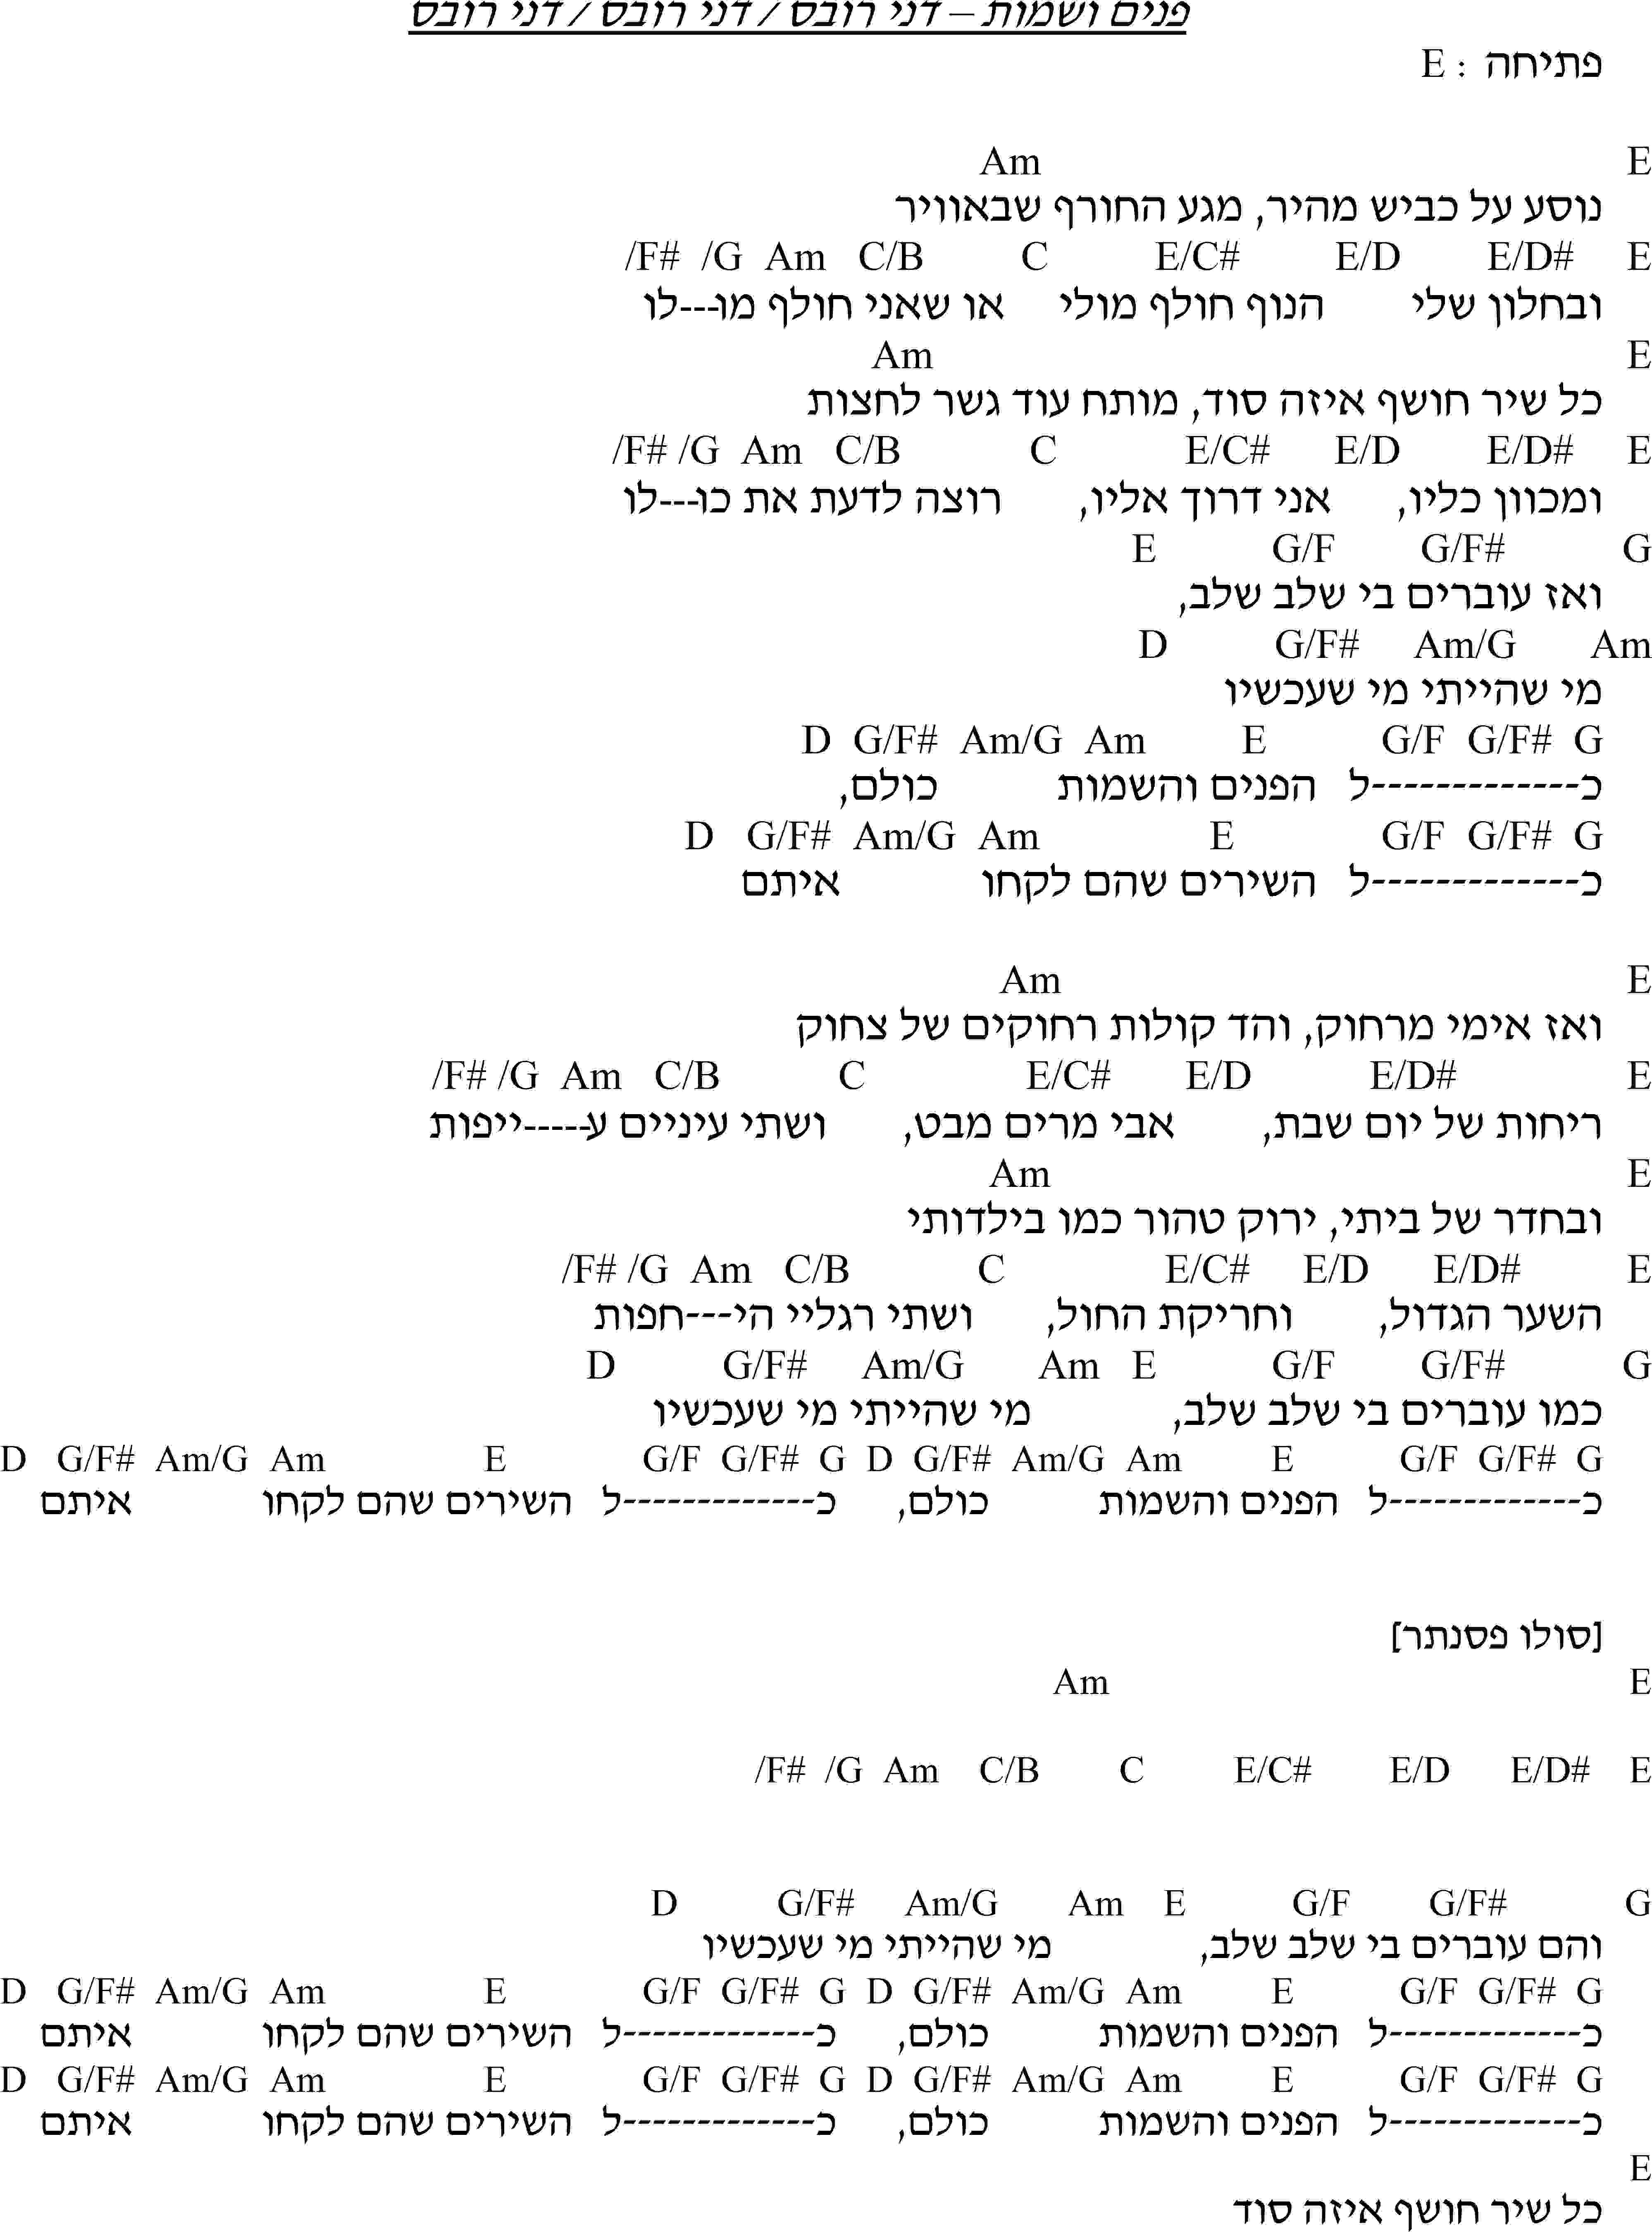 פנים ושמות – דני רובס / דני רובס / דני רובס
פתיחה : E
E Am
נוסע על כביש מהיר, מגע החורף שבאוויר
E E/D# E/D E/C# C C/B Am /G /F#
ובחלון שלי הנוף חולף מולי או שאני חולף מו---לו
E Am
כל שיר חושף איזה סוד, מותח עוד גשר לחצות
E E/D# E/D E/C# C C/B Am /G /F#
ומכוון כליו, אני דרוך אליו, רוצה לדעת את כו---לו
G G/F# G/F E
ואז עוברים בי שלב שלב,
Am Am/G G/F# D
מי שהייתי מי שעכשיו
G G/F# G/F E Am Am/G G/F# D
כ-------------ל הפנים והשמות כולם,
G G/F# G/F E Am Am/G G/F# D
כ-------------ל השירים שהם לקחו איתם
E Am
ואז אימי מרחוק, והד קולות רחוקים של צחוק
E E/D# E/D E/C# C C/B Am /G /F#
ריחות של יום שבת, אבי מרים מבט, ושתי עיניים ע-----ייפות
E Am
ובחדר של ביתי, ירוק טהור כמו בילדותי
E E/D# E/D E/C# C C/B Am /G /F#
השער הגדול, וחריקת החול, ושתי רגליי הי---חפות
G G/F# G/F E Am Am/G G/F# D
כמו עוברים בי שלב שלב, מי שהייתי מי שעכשיו
G G/F# G/F E Am Am/G G/F# D G G/F# G/F E Am Am/G G/F# D
כ-------------ל הפנים והשמות כולם, כ-------------ל השירים שהם לקחו איתם
[סולו פסנתר]
E Am
E E/D# E/D E/C# C C/B Am /G /F#
G G/F# G/F E Am Am/G G/F# D
והם עוברים בי שלב שלב, מי שהייתי מי שעכשיו
G G/F# G/F E Am Am/G G/F# D G G/F# G/F E Am Am/G G/F# D
כ-------------ל הפנים והשמות כולם, כ-------------ל השירים שהם לקחו איתם
G G/F# G/F E Am Am/G G/F# D G G/F# G/F E Am Am/G G/F# D
כ-------------ל הפנים והשמות כולם, כ-------------ל השירים שהם לקחו איתם
E
כל שיר חושף איזה סוד